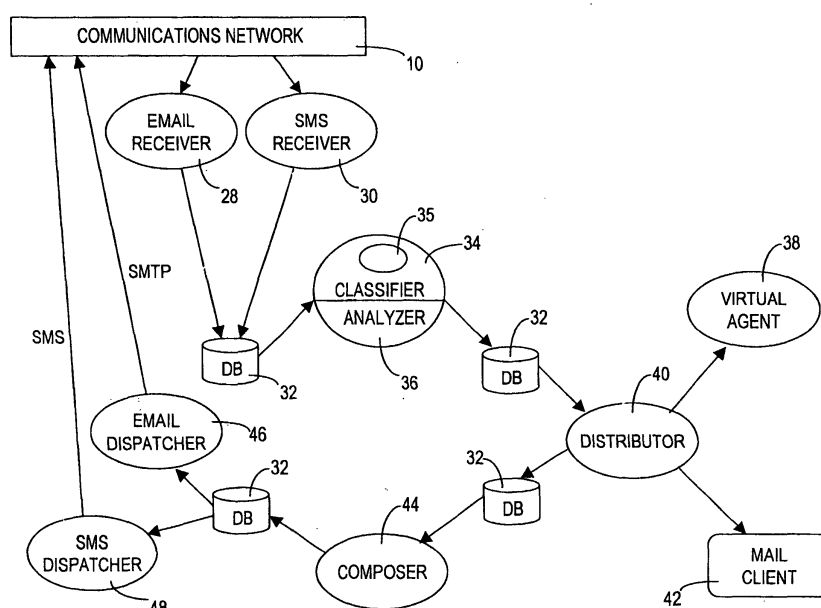 COMMUNICATIONS NETWORK
10
EMAIL
RECEIVER
28
SMS
RECEIVER
30
35
34
CLASSIFIER
ANALYZER
36
38
VIRTUAL
AGENT
SMTP
SMS
DB
32
32
DB
40
DISTRIBUTOR
EMAIL
DISPATCHER
46
32
DB
32
DB
44
COMPOSER
SMS
DISPATCHER
48
MAIL
CLIENT
42